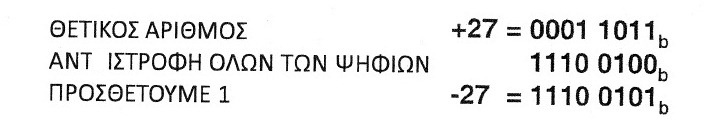 ΘΕΤΙΚΟΣ ΑΡΙΘΜΟΣ +27 = 0001 1011b
ΑΝΤ ΙΣΤΡΟΦΗ ΟΛΩΝ ΤΩΝ ΨΗΦΙΩΝ 1110 0100b
ΠΡΟΣΘΕΤΟΥΜΕ 1 -27 = 1110 0101b